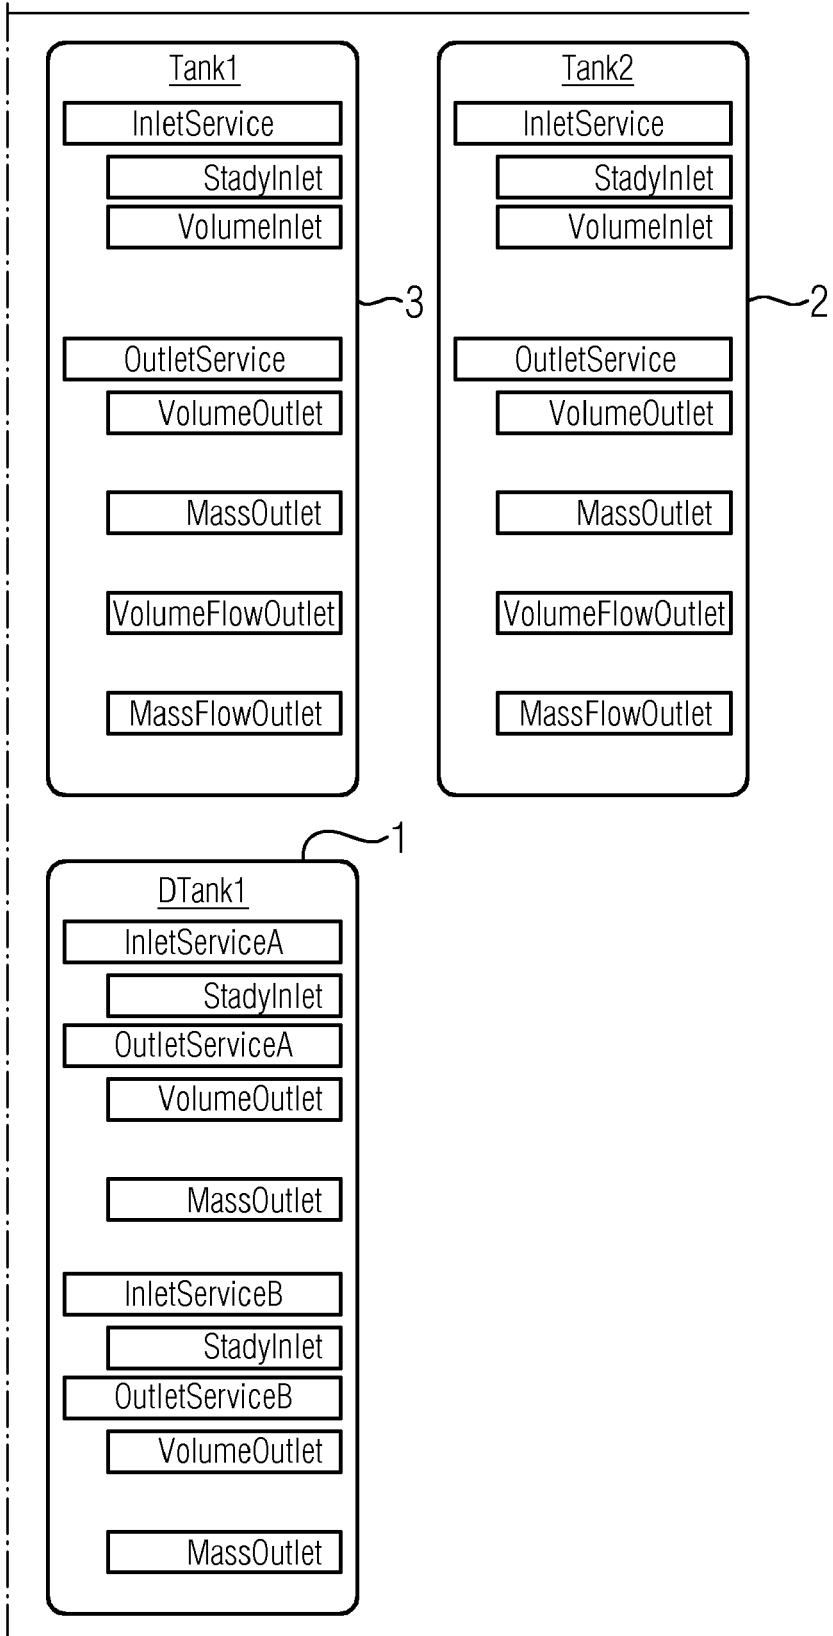 Tank1
InletService
StadyInlet
VolumeInlet
3
OutletService
VolumeOutlet
MassOutlet
VolumeFlowOutlet
MassFlowOutlet
Tank2
InletService
StadyInlet
VolumeInlet
2
OutletService
VolumeOutlet
MassOutlet
VolumeFlowOutlet
MassFlowOutlet
1
DTank1
InletServiceA
StadyInlet
OutletServiceA
VolumeOutlet
MassOutlet
InletServiceB
StadyInlet
OutletServiceB
VolumeOutlet
MassOutlet